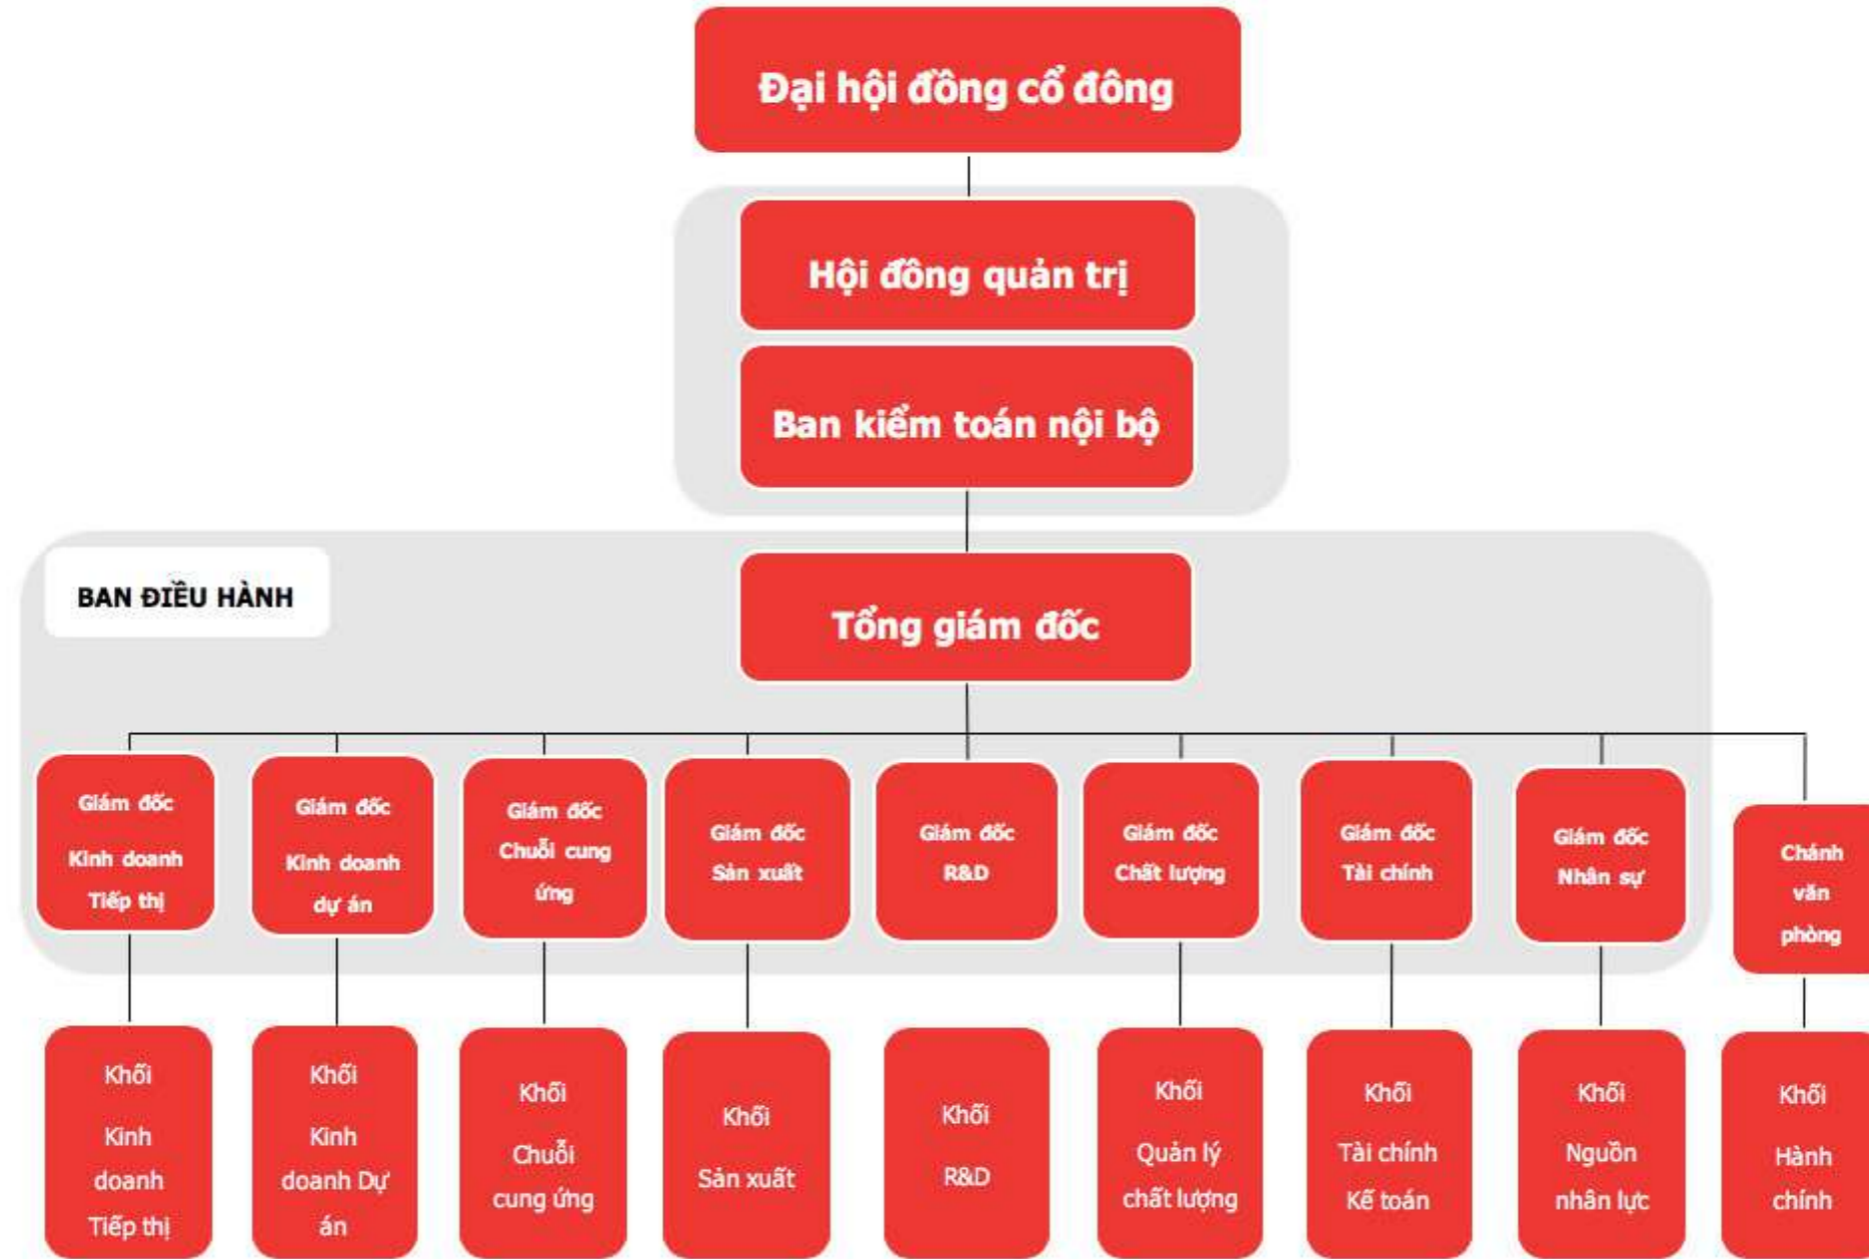 Đại hội đồng cổ đông
Hội đồng quản trị
Ban kiểm toán nội bộ
BAN ĐIỀU HÀNH
Tổng giám đốc
Giám đốc
Kinh doanh
Tiếp thị
Giám đốc
Kinh doanh
dự án
Giám đốc
Chuỗi cung
ứng
Giám đốc
Sản xuất
Giám đốc
R&D
Giám đốc
Chất lượng
Giám đốc
Tài chính
Giám đốc
Nhân sự
Chánh
văn
phòng
Khối
Kinh
doanh
Tiếp thị
Khối
Kinh
doanh Dự
án
Khối
Chuỗi
cung ứng
Khối
Sản xuất
Khối
R&D
Khối
Quản lý
chất lượng
Khối
Tài chính
Kế toán
Khối
Nguồn
nhân lực
Khối
Hành
chính